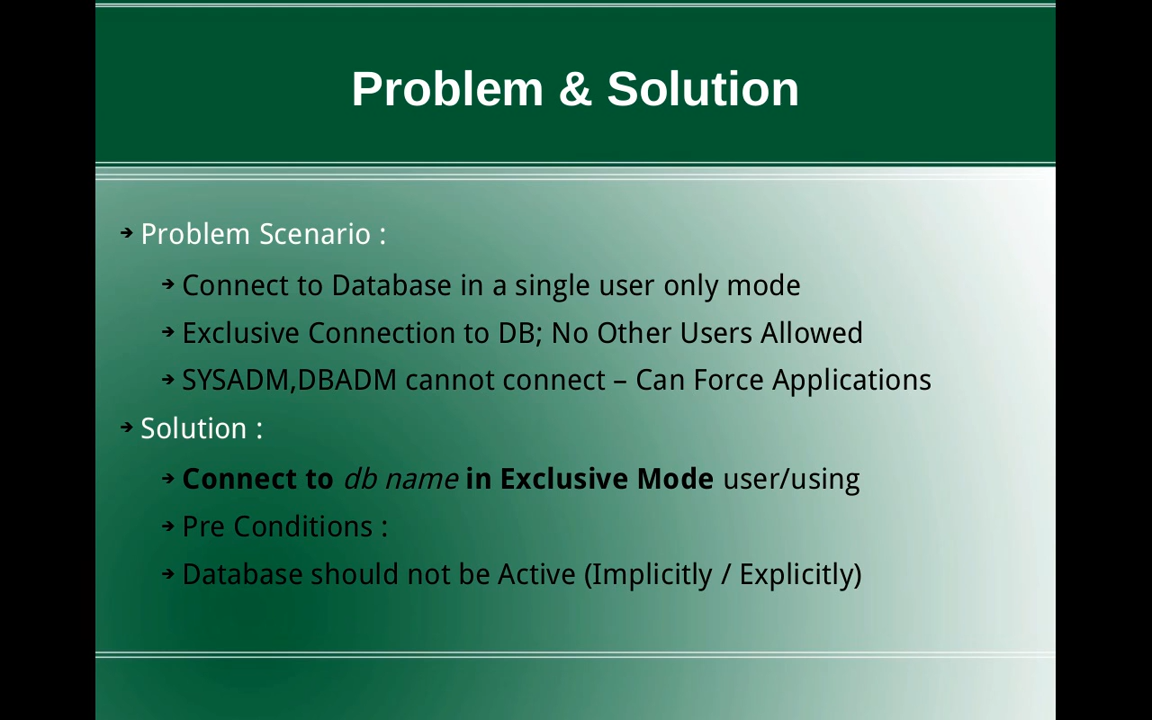 Problem & Solution
Problem Scenario :
Connect to Database in a single user only mode
Exclusive Connection to DB; No Other Users Allowed
SYSADM,DBADM cannot connect – Can Force Applications
Solution :
Connect to db name in Exclusive Mode user/using
Pre Conditions :
Database should not be Active (Implicitly / Explicitly)